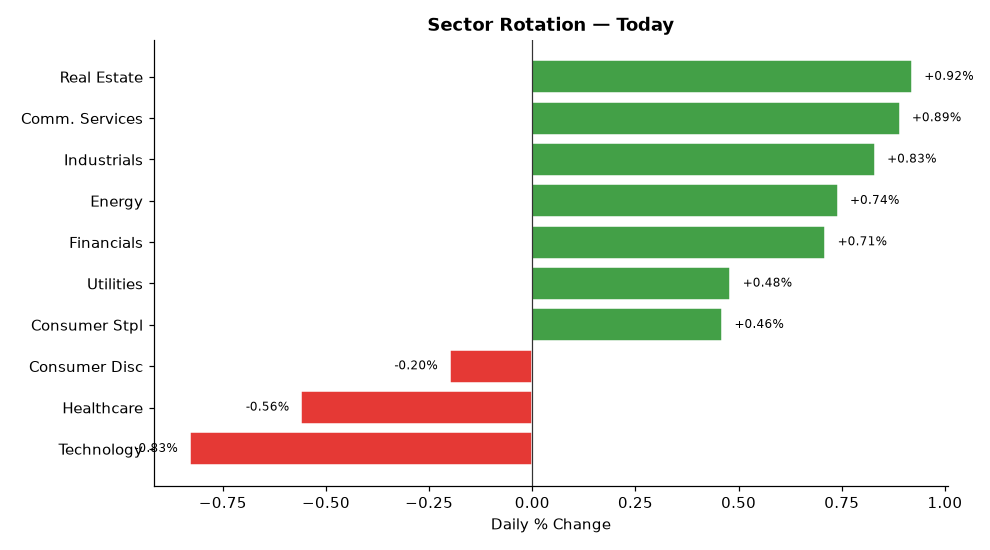 Sector Rotation — Today
Real Estate +0.92%
Comm. Services +0.89%
Industrials +0.83%
Energy +0.74%
Financials +0.71%
Utilities +0.48%
Consumer Stpl +0.46%
Consumer Disc -0.20%
Healthcare -0.56%
Technology -0.83%
−0.75 −0.50 −0.25 0.00 0.25 0.50 0.75 1.00
Daily % Change